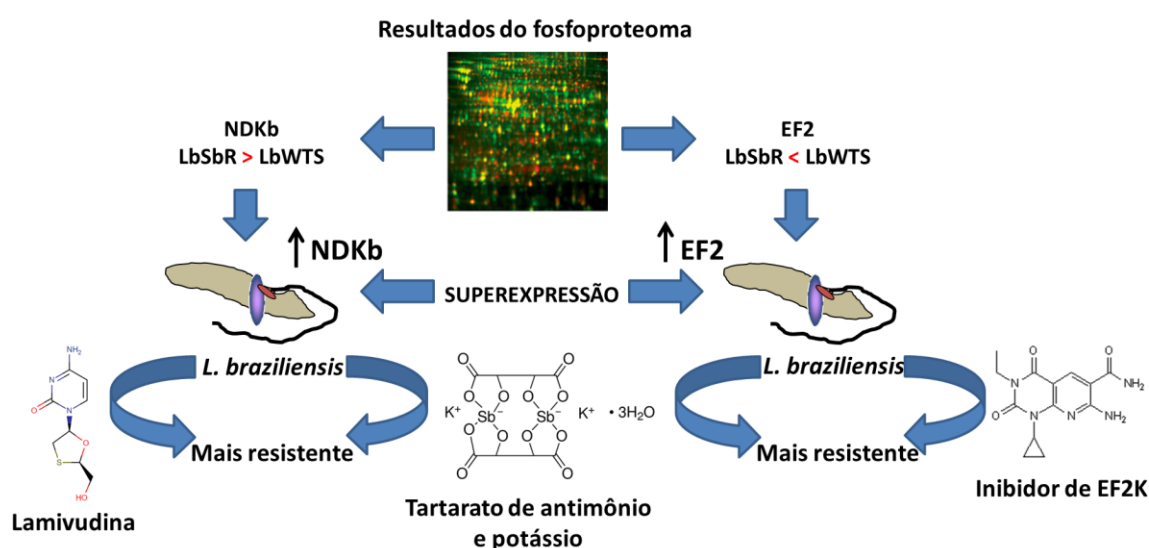 Resultados do fosfoproteoma
NDKb
LbSbR > LbWTS
EF2
LbSbR < LbWTS
NDKb
EF2
SUPEREXPRESSÃO
L. braziliensis
L. braziliensis
Mais resistente
Mais resistente
NH₂
N
O
N
O
S
HO
Lamivudina
O
O
O
O
K⁺
Sb⁻
Sb⁻
K⁺
• 3H₂O
O
O
O
O
O
O
O
O
Tartarato de antimônio
e potássio
O
O
N
NH₂
O
N
N
NH₂
Inibidor de EF2K